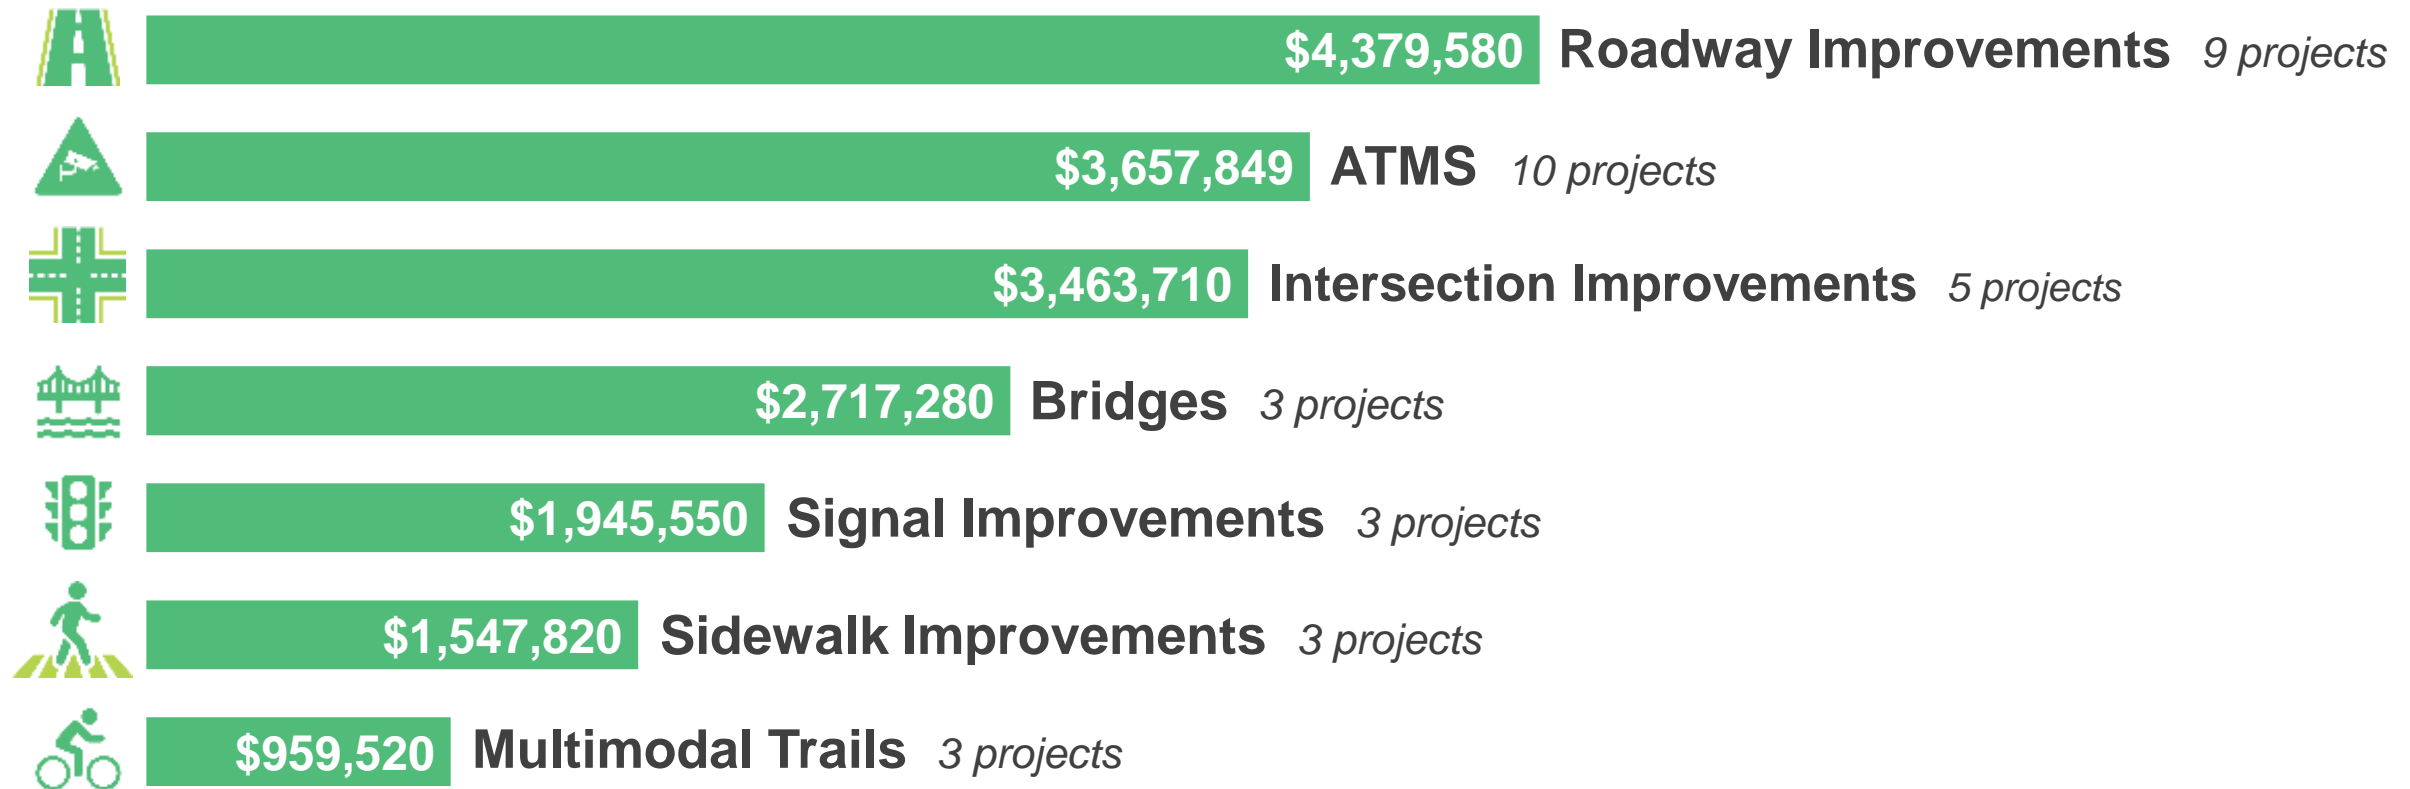 $4,379,580 Roadway Improvements 9 projects
$3,657,849 ATMS 10 projects
$3,463,710 Intersection Improvements 5 projects
$2,717,280 Bridges 3 projects
$1,945,550 Signal Improvements 3 projects
$1,547,820 Sidewalk Improvements 3 projects
$959,520 Multimodal Trails 3 projects